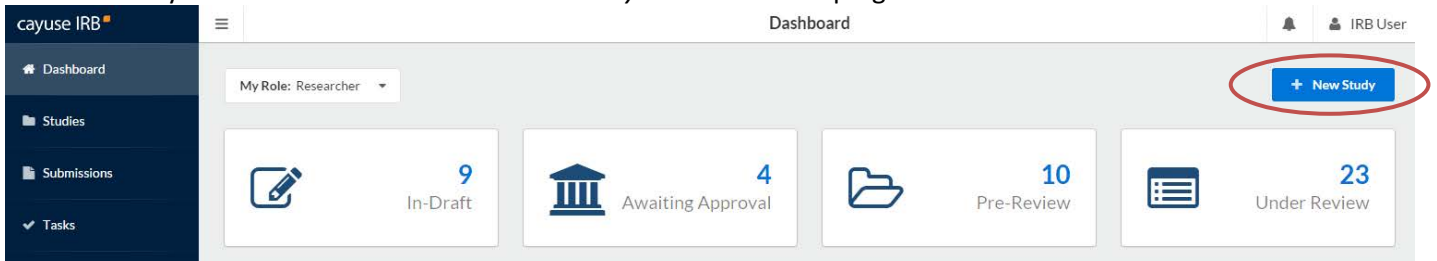 cayuse IRB
Dashboard
IRB User
Dashboard
My Role: Researcher
+ New Study
Studies
Submissions
Tasks
9
In-Draft
4
Awaiting Approval
10
Pre-Review
23
Under Review